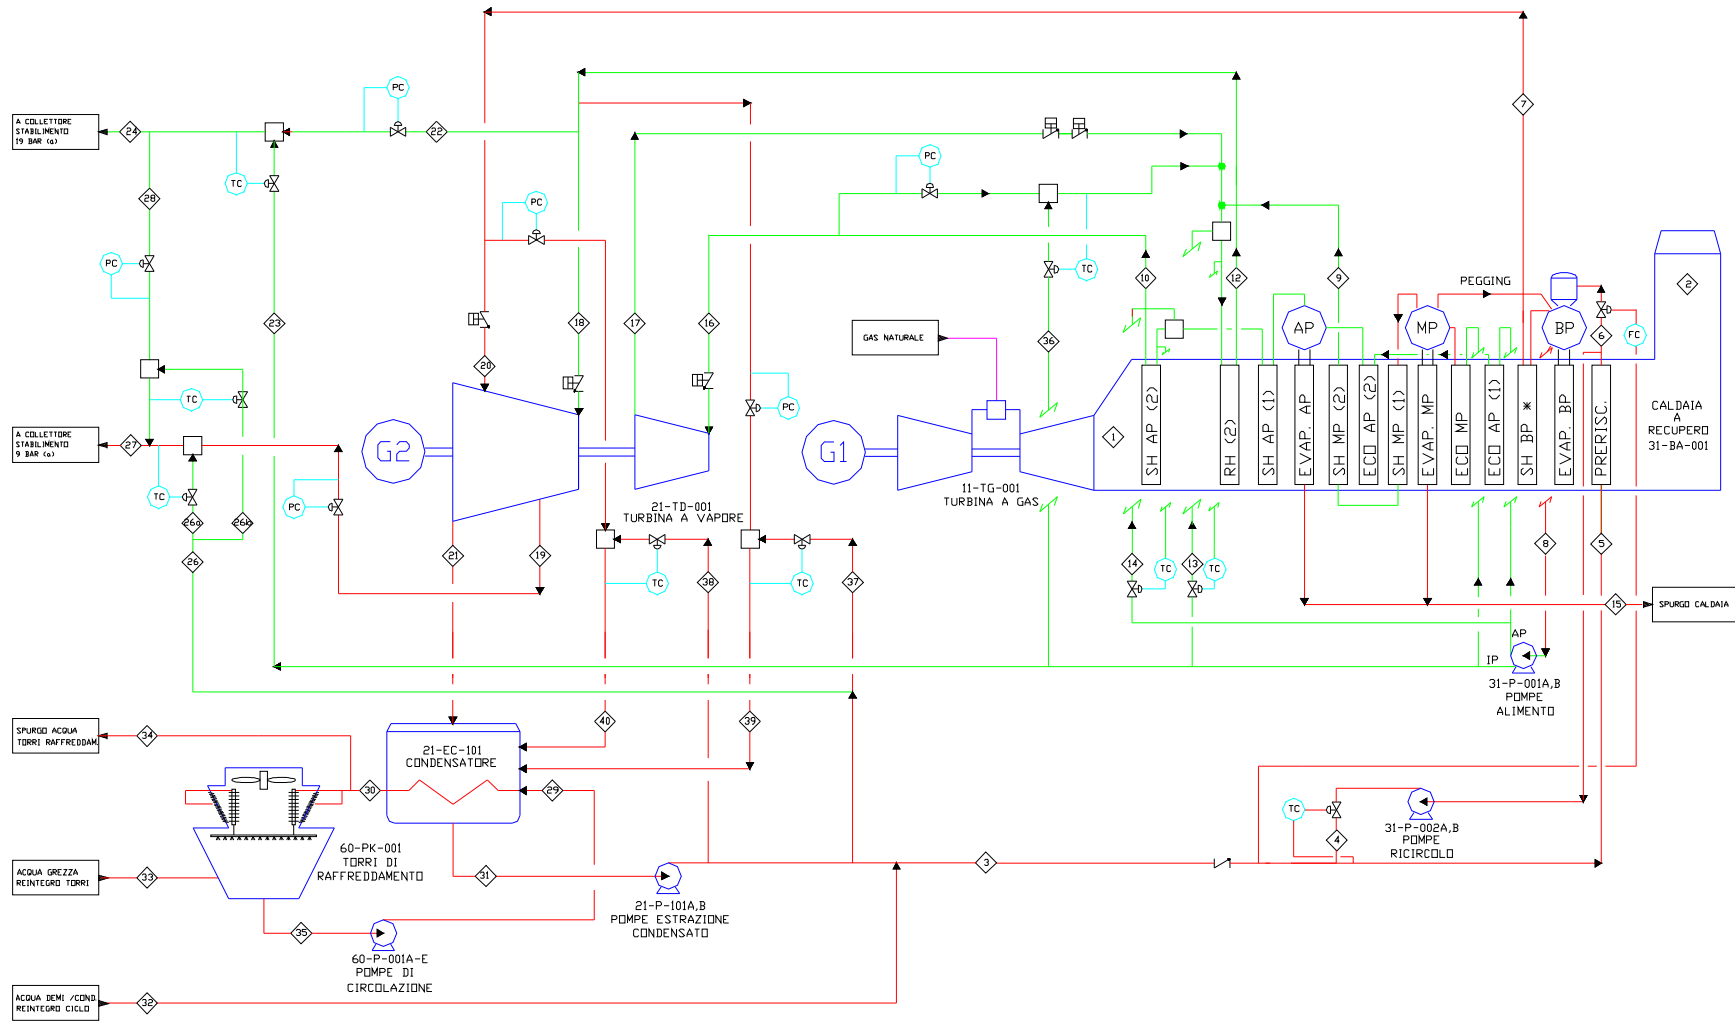 7
PC
A COLLETTORE
STABILIMENTO
19 BAR (a)
24
22
TC
28
PC
PC
PC
TC
PEGGING
10
12
9
2
23
18
17
16
36
GAS NATURALE
AP
MP
BP
6
FC
20
TC
PC
G2
G1
1
SH AP (2)
RH (2)
SH AP (1)
EVAP. AP
SH MP (2)
ECO AP (2)
SH MP (1)
EVAP. MP
ECO MP
ECO AP (1)
SH BP *
EVAP. BP
PRERISC.
CALDAIA
A
RECUPERO
31-BA-001
A COLLETTORE
STABILIMENTO
9 BAR (a)
27
TC
PC
26a
26b
21-TD-001
TURBINA A VAPORE
11-TG-001
TURBINA A GAS
26
21
19
TC
38
TC
37
14
TC
13
TC
8
5
15
SPURGO CALDAIA
AP
IP
31-P-001A,B
POMPE
ALIMENTO
SPURGO ACQUA
TORRI RAFFREDDAM.
34
40
39
21-EC-101
CONDENSATORE
30
29
TC
4
31-P-002A,B
POMPE
RICIRCOLO
60-PK-001
TORRI DI
RAFFREDDAMENTO
ACQUA GREZZA
REINTEGRO TORRI
33
31
3
21-P-101A,B
POMPE ESTRAZIONE
CONDENSATO
35
60-P-001A-E
POMPE DI
CIRCOLAZIONE
ACQUA DEMI /COND.
REINTEGRO CICLO
32